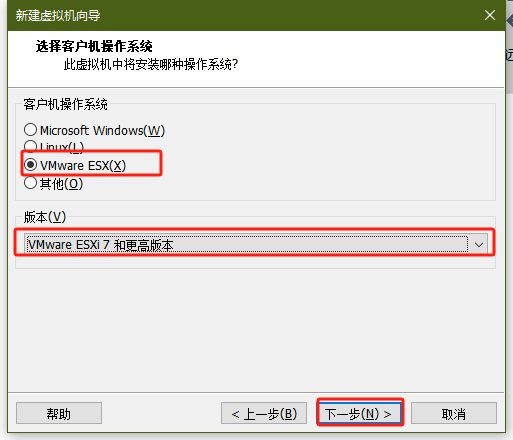 新建虚拟机向导
选择客户机操作系统
此虚拟机中将安装哪种操作系统?
客户机操作系统
Microsoft Windows(W)
Linux(L)
VMware ESX(X)
其他(O)
版本(V)
VMware ESXi 7 和更高版本
帮助
< 上一步(B)
下一步(N) >
取消
远